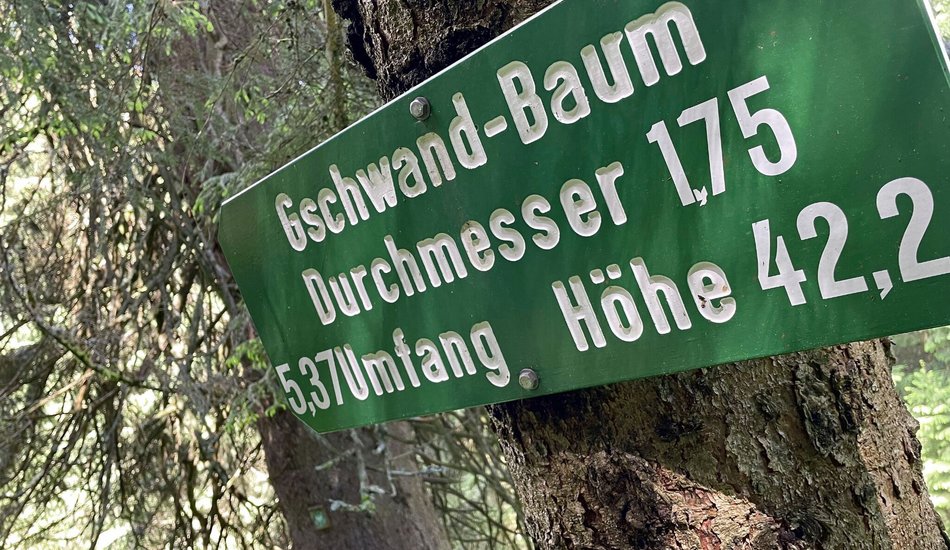 Gschwand-Baum
Durchmesser 1,75
5,37Umfang Höhe 42,2